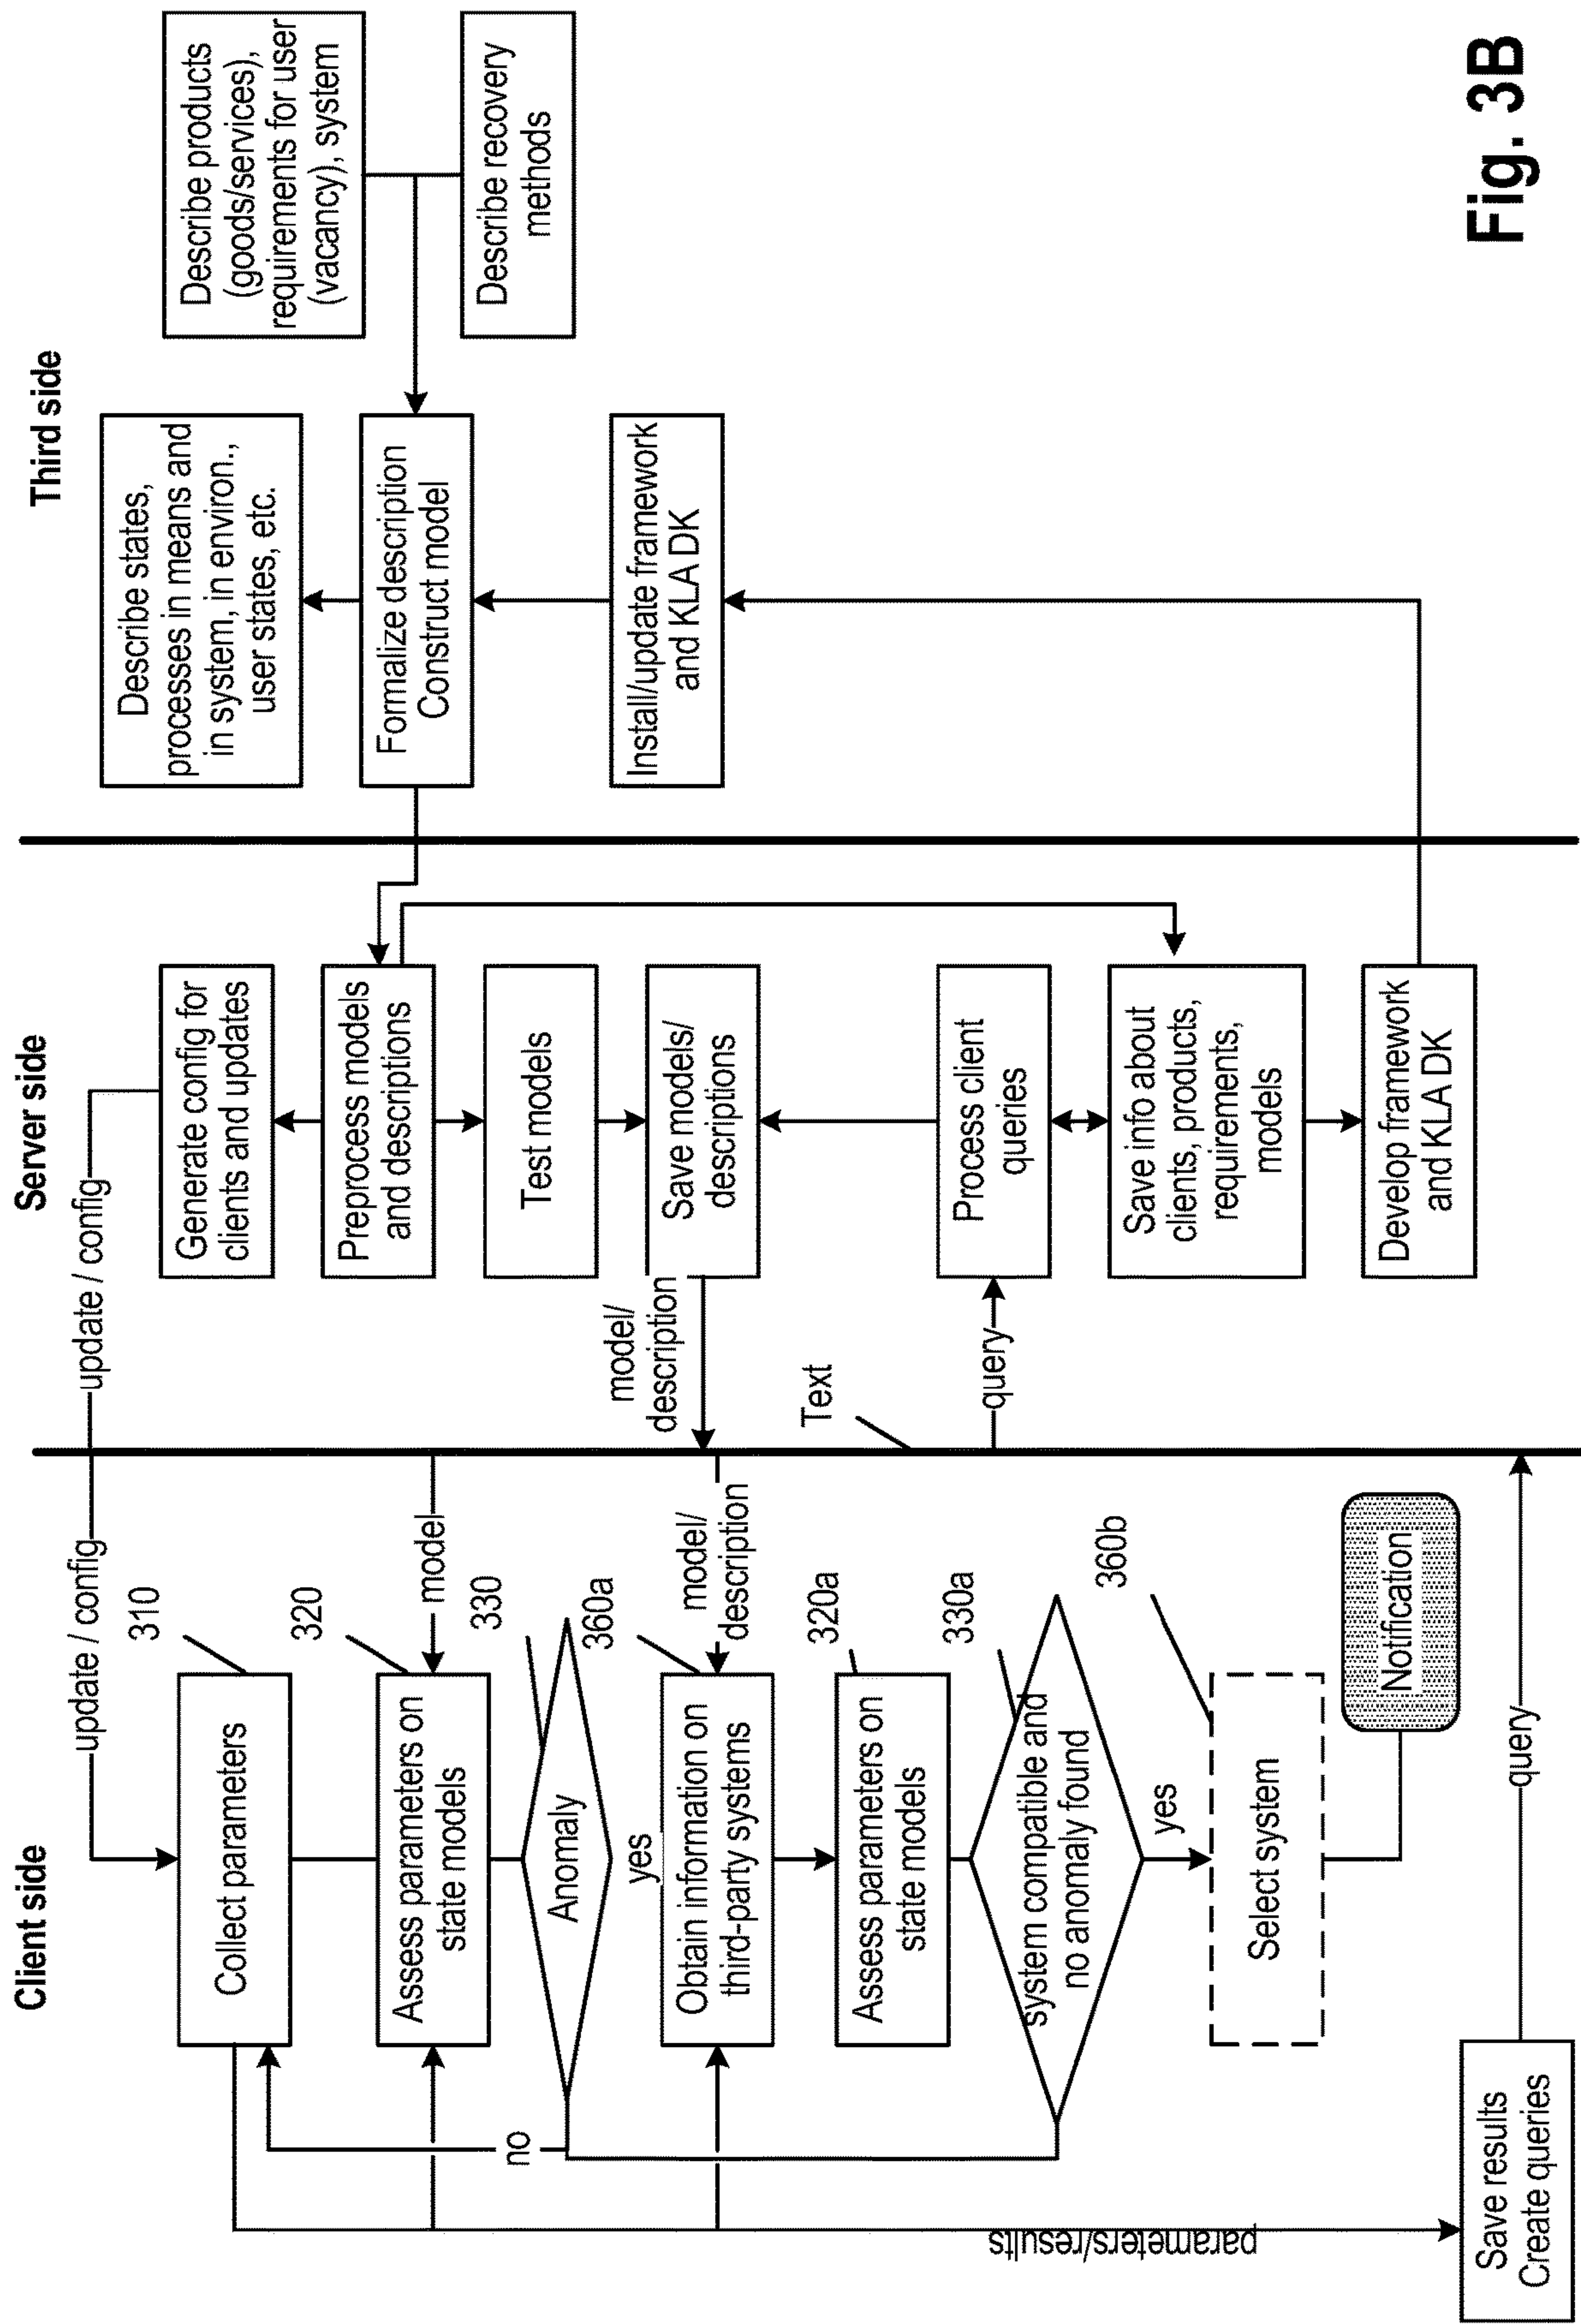 Client side
Server side
Third side
update / config
update / config
310
Collect parameters
320
Assess parameters on
state models
model
330
Anomaly
no
yes
360a
Obtain information on
third-party systems
model/
description
model/
description
320a
Assess parameters on
state models
330a
system compatible and
no anomaly found
yes
360b
Select system
Notification
parameters/results
Save results
Create queries
query
query
Text
Generate config for
clients and updates
Preprocess models
and descriptions
Test models
Save models/
descriptions
Process client
queries
Save info about
clients, products,
requirements,
models
Develop framework
and KLA DK
Describe states,
processes in means and
in system, in environ.,
user states, etc.
Formalize description
Construct model
Install/update framework
and KLA DK
Describe products
(goods/services),
requirements for user
(vacancy), system
Describe recovery
methods
Fig. 3B